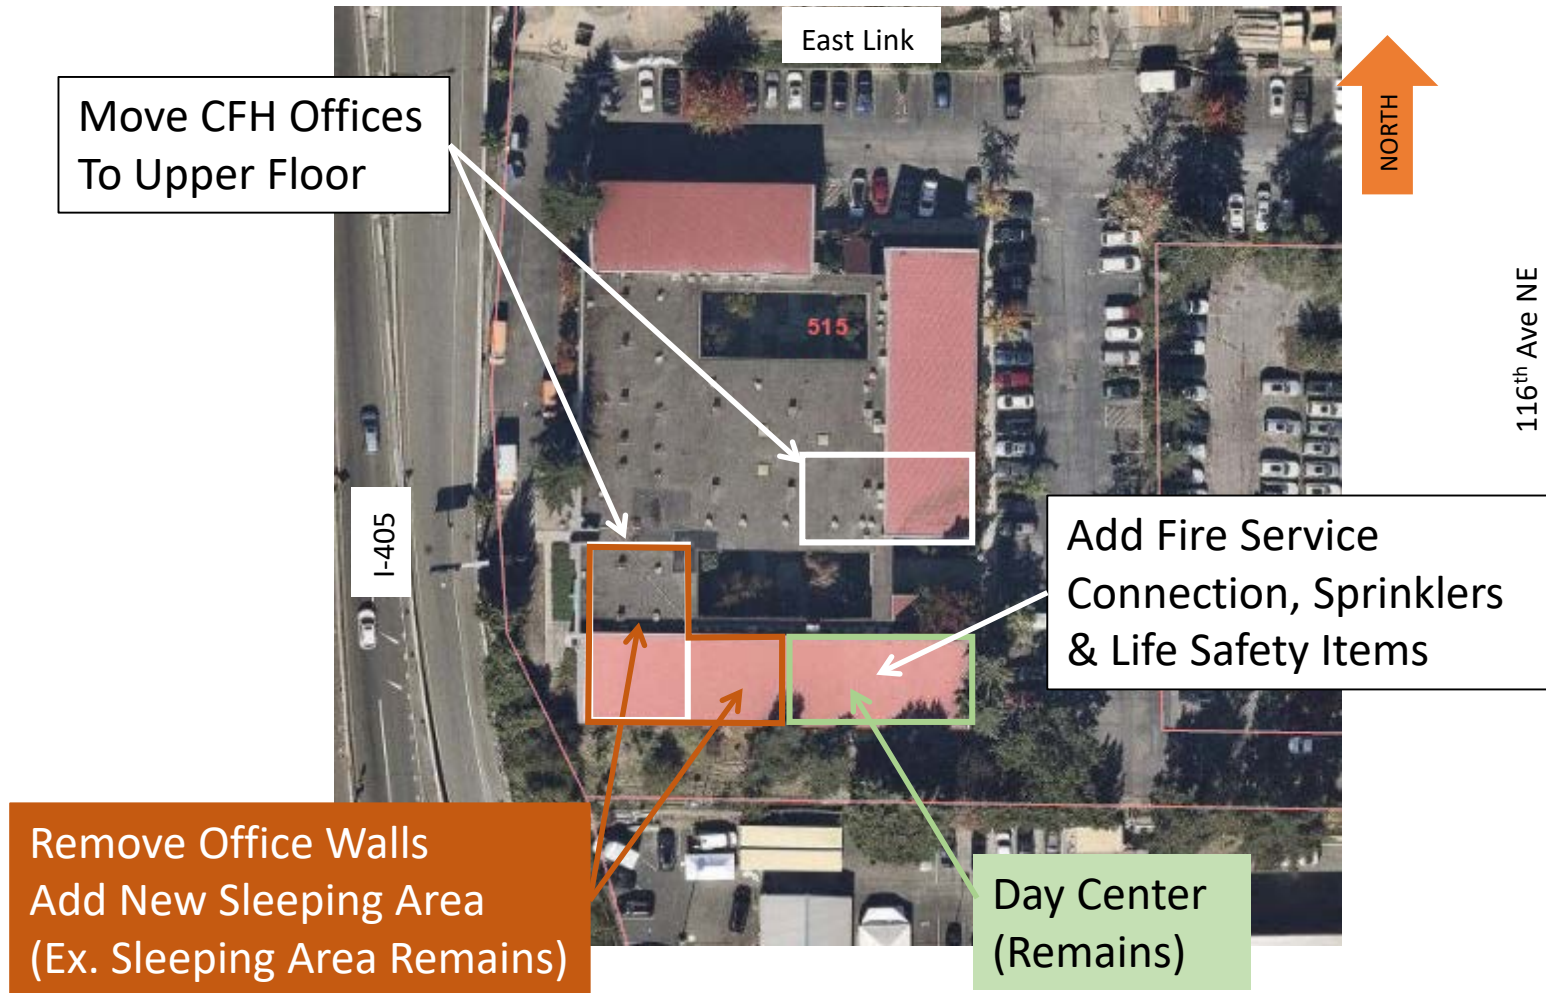 East Link
Move CFH Offices
To Upper Floor
NORTH
515
116th Ave NE
I-405
Add Fire Service
Connection, Sprinklers
& Life Safety Items
Remove Office Walls
Add New Sleeping Area
(Ex. Sleeping Area Remains)
Day Center
(Remains)